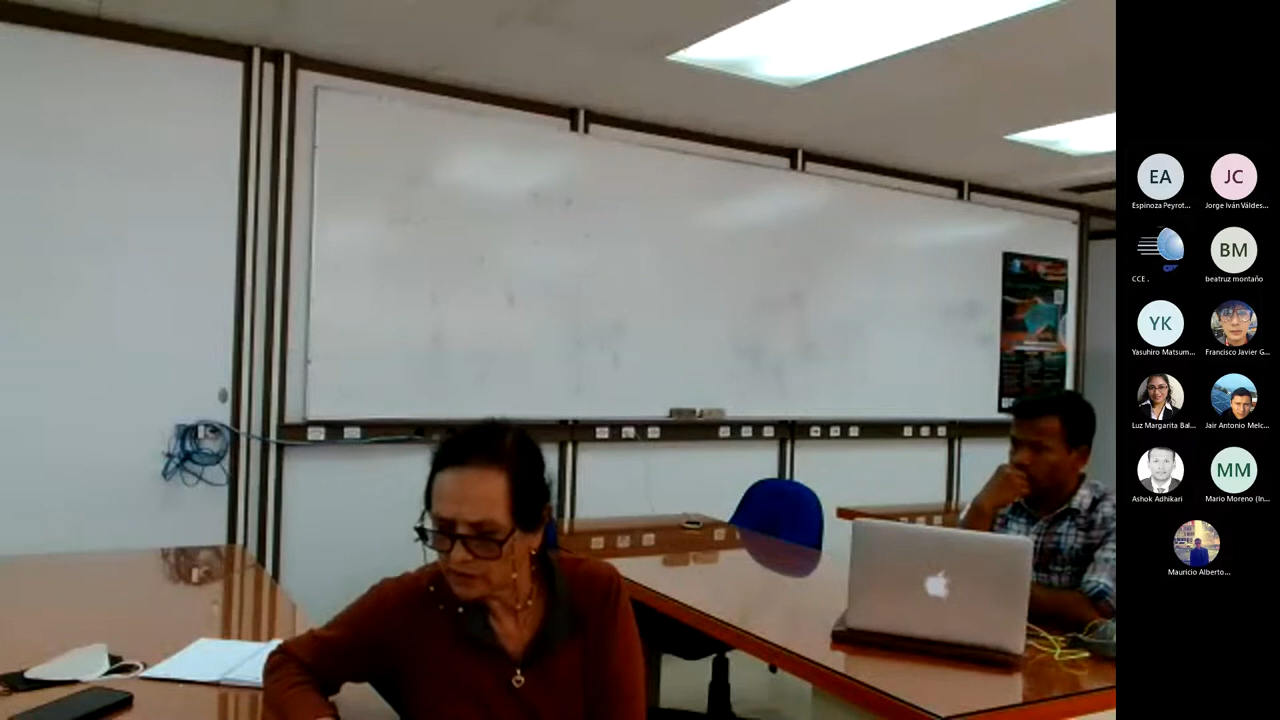 EA
Espinoza Peyrot...
JC
Jorge Iván Váldes...
CCE .
BM
beatruz montaño
YK
Yasuhiro Matsum...
Francisco Javier G...
Luz Margarita Bal...
Jair Antonio Melc...
Ashok Adhikari
MM
Mario Moreno (In...
Mauricio Alberto...